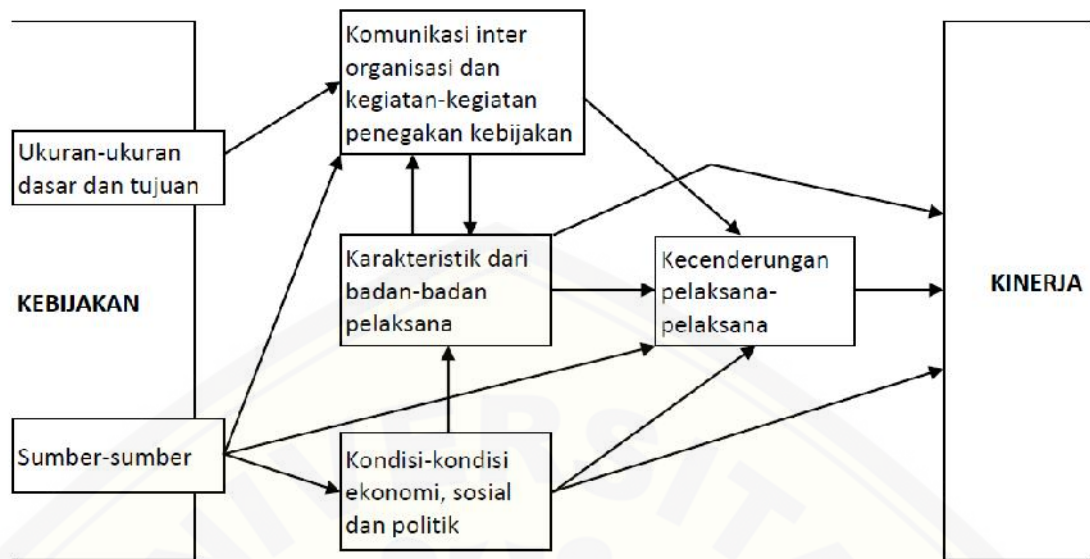 Komunikasi inter
organisasi dan
kegiatan-kegiatan
penegakan kebijakan
Ukuran-ukuran
dasar dan tujuan
KEBIJAKAN
Karakteristik dari
badan-badan
pelaksana
Kecenderungan
pelaksana-
pelaksana
KINERJA
Sumber-sumber
Kondisi-kondisi
ekonomi, sosial
dan politik